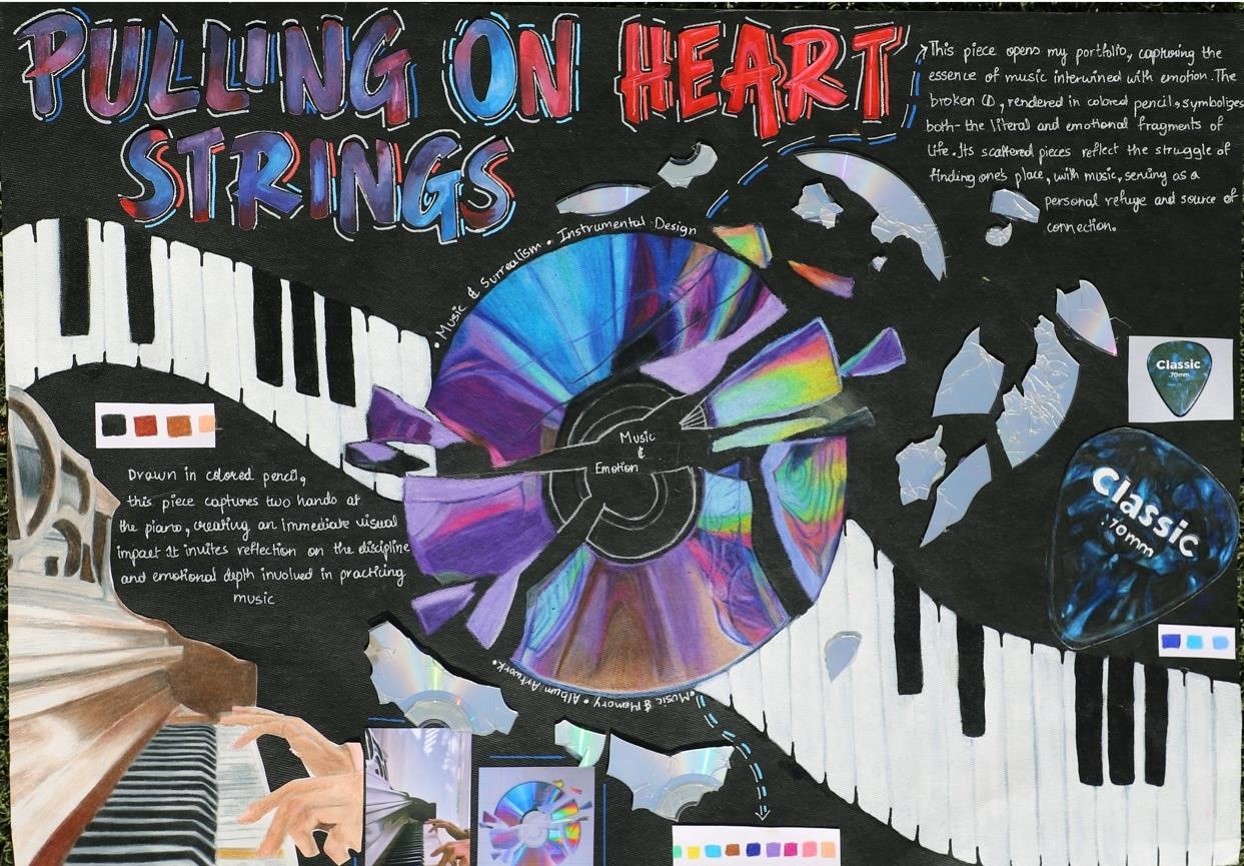 PULLING ON HEART
STRINGS
This piece opens my portfolio, capturing the
essence of music intertwined with emotion. The
broken CD, rendered in colored pencil, symbolizes
both- the literal and emotional fragments of
life. Its scattered pieces reflect the struggle of
finding one's place, with music, serving as a
personal refuge and source of
connection.
• Music & Surrealism • Instrumental Design
Classic
.70mm
Music
&
Emotion
Classic
.70mm
Drawn in colored pencil,
this piece captures two hands at
the piano, creating an immediate visual
impact It invites reflection on the discipline
and emotional depth involved in practicing
music
•Music & Memory • Album Artwork•